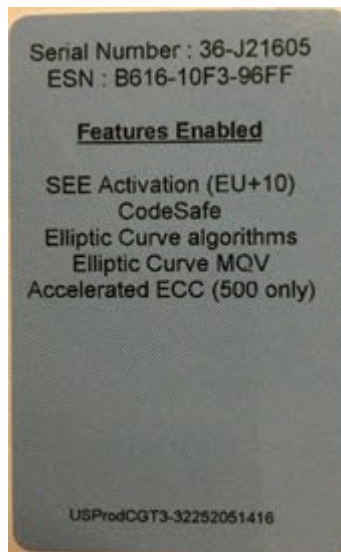 Serial Number : 36-J21605
ESN : B616-10F3-96FF
Features Enabled
SEE Activation (EU+10)
CodeSafe
Elliptic Curve algorithms
Elliptic Curve MQV
Accelerated ECC (500 only)
USProdCGT3-32252051416